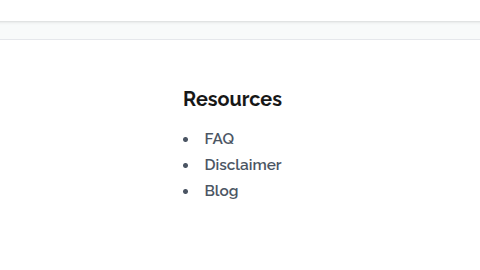 Resources
• FAQ
• Disclaimer
• Blog